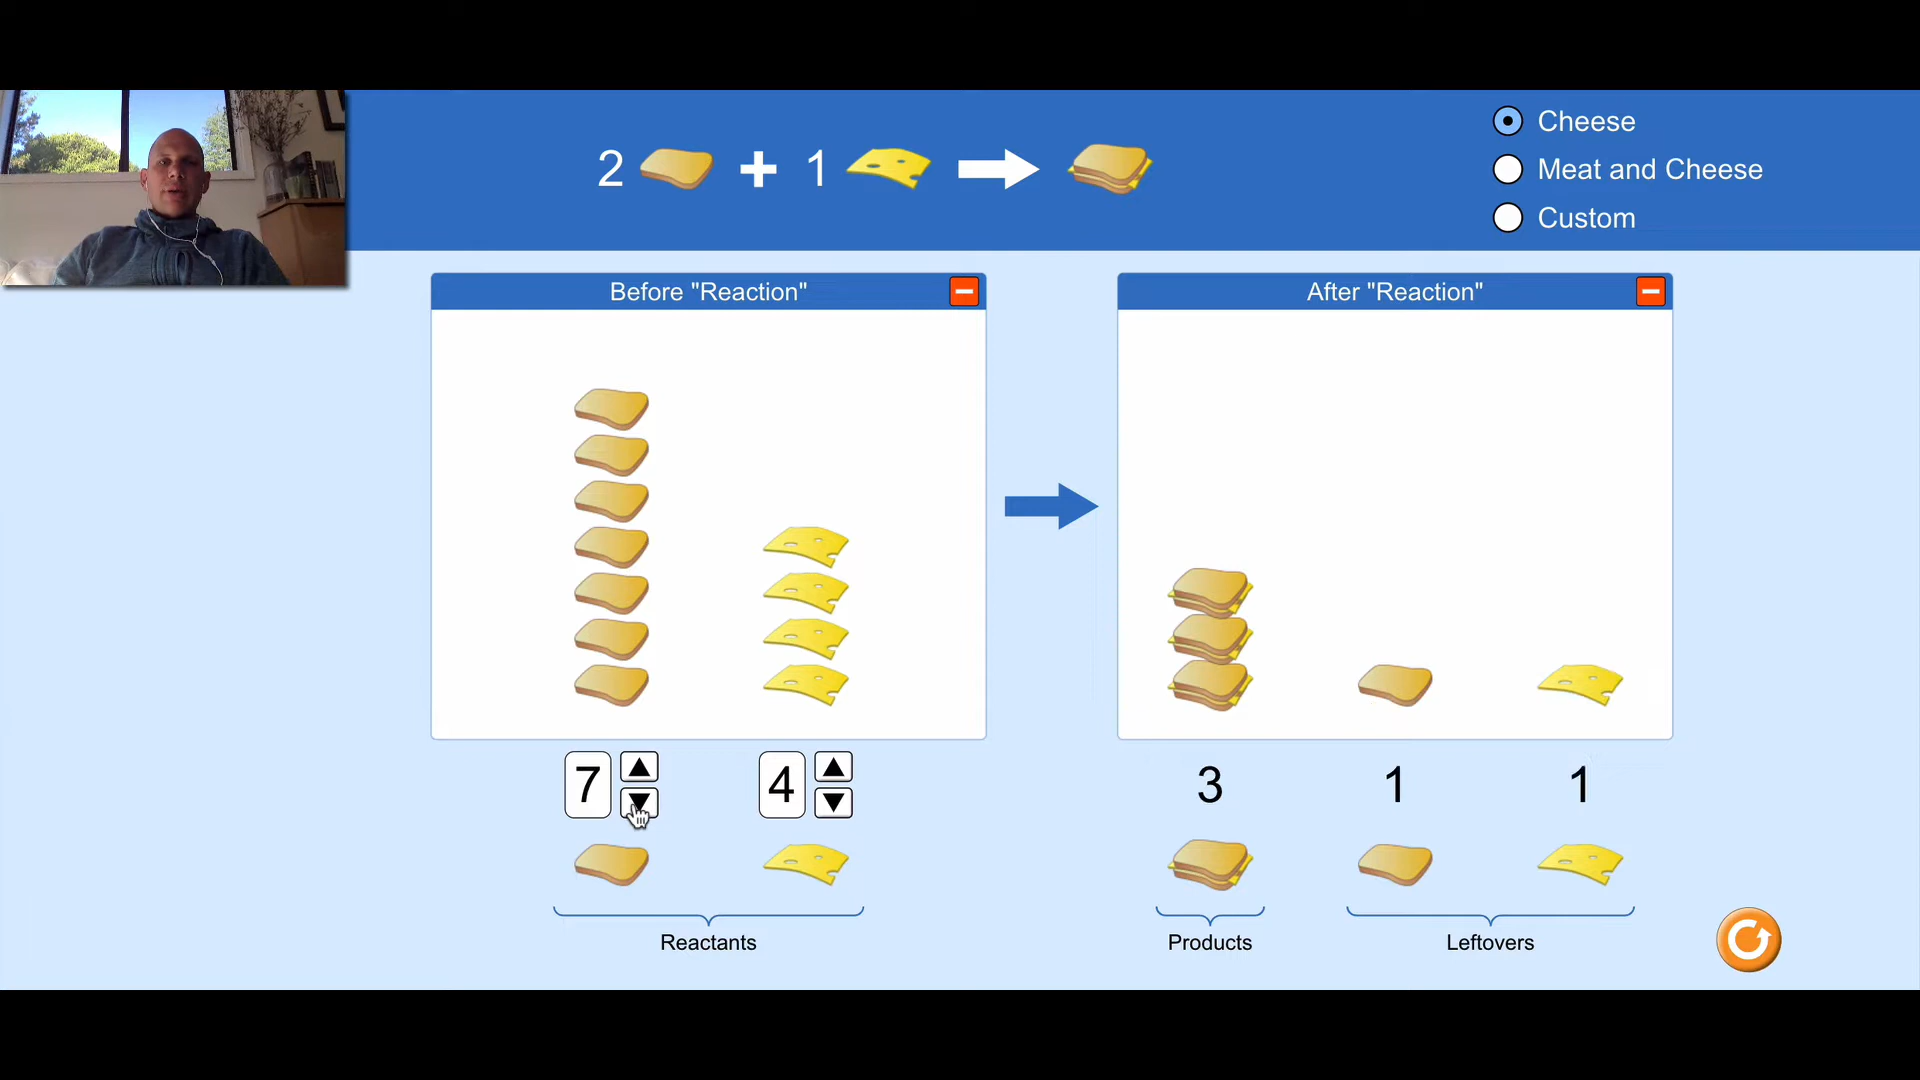 2 + 1
Cheese
Meat and Cheese
Custom
Before "Reaction"
After "Reaction"
7 4
3 1 1
Reactants
Products
Leftovers